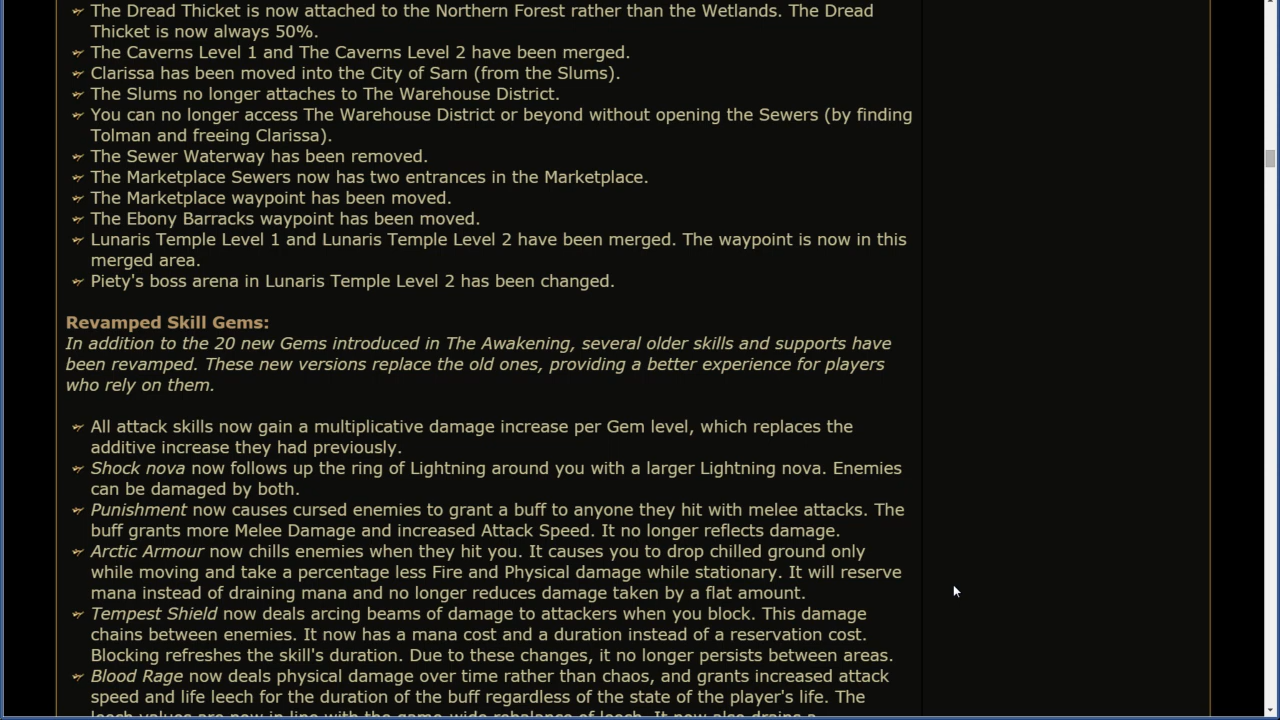 The Dread Thicket is now attached to the Northern Forest rather than the Wetlands. The Dread
Thicket is now always 50%.
The Caverns Level 1 and The Caverns Level 2 have been merged.
Clarissa has been moved into the City of Sarn (from the Slums).
The Slums no longer attaches to The Warehouse District.
You can no longer access The Warehouse District or beyond without opening the Sewers (by finding
Tolman and freeing Clarissa).
The Sewer Waterway has been removed.
The Marketplace Sewers now has two entrances in the Marketplace.
The Marketplace waypoint has been moved.
The Ebony Barracks waypoint has been moved.
Lunaris Temple Level 1 and Lunaris Temple Level 2 have been merged. The waypoint is now in this
merged area.
Piety's boss arena in Lunaris Temple Level 2 has been changed.
Revamped Skill Gems:
In addition to the 20 new Gems introduced in The Awakening, several older skills and supports have
been revamped. These new versions replace the old ones, providing a better experience for players
who rely on them.
All attack skills now gain a multiplicative damage increase per Gem level, which replaces the
additive increase they had previously.
Shock nova now follows up the ring of Lightning around you with a larger Lightning nova. Enemies
can be damaged by both.
Punishment now causes cursed enemies to grant a buff to anyone they hit with melee attacks. The
buff grants more Melee Damage and increased Attack Speed. It no longer reflects damage.
Arctic Armour now chills enemies when they hit you. It causes you to drop chilled ground only
while moving and take a percentage less Fire and Physical damage while stationary. It will reserve
mana instead of draining mana and no longer reduces damage taken by a flat amount.
Tempest Shield now deals arcing beams of damage to attackers when you block. This damage
chains between enemies. It now has a mana cost and a duration instead of a reservation cost.
Blocking refreshes the skill's duration. Due to these changes, it no longer persists between areas.
Blood Rage now deals physical damage over time rather than chaos, and grants increased attack
speed and life leech for the duration of the buff regardless of the state of the player's life. The
leech values are now in line with the game-wide rebalance of leech. It now also drains a